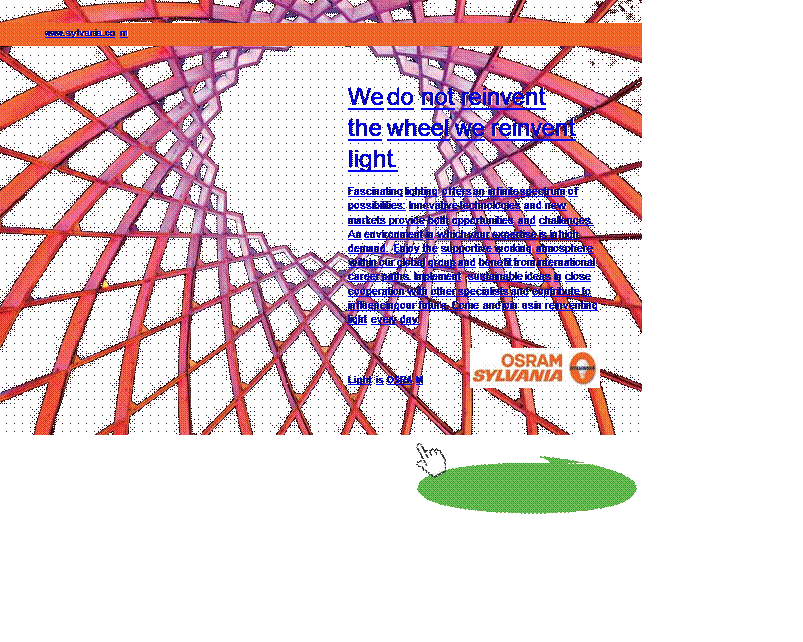 www.sylvania.com
We do not reinvent
the wheel we reinvent
light.
Fascinating lighting offers an infinite spectrum of
possibilities: Innovative technologies and new
markets provide both opportunities and challenges.
An environment in which your expertise is in high
demand. Enjoy the supportive working atmosphere
within our global group and benefit from international
career paths. Implement sustainable ideas in close
cooperation with other specialists and contribute to
influencing our future. Come and join us in reinventing
light every day.
Light is OSRAM
OSRAM
SYLVANIA
SYLVANIA